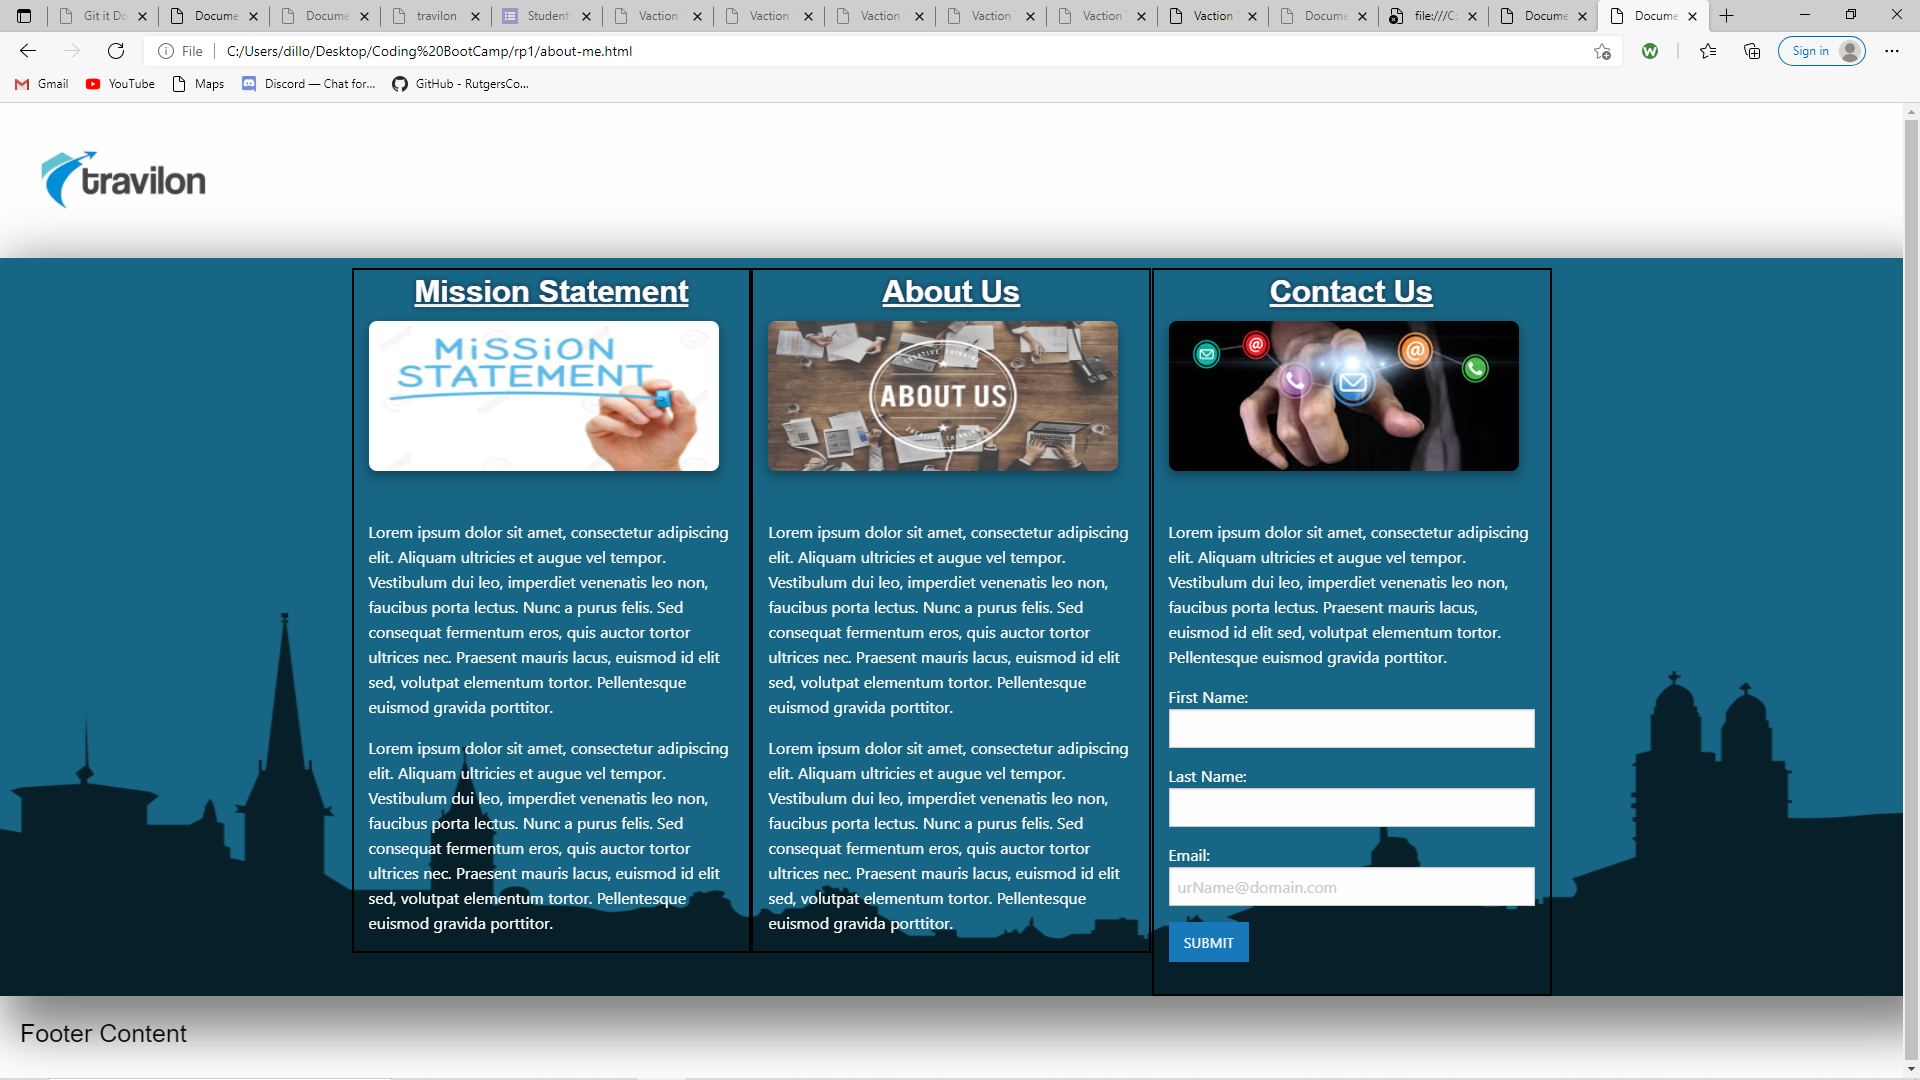 Git it Do
Docume
Docume
travilon
Student
Vaction
Vaction
Vaction
Vaction
Vaction
Vaction
Docume
file:///C:
Docume
Docume
File C:/Users/dillo/Desktop/Coding%20BootCamp/rp1/about-me.html
Sign in
Gmail YouTube Maps Discord — Chat for... GitHub - RutgersCo...
travilon
Mission Statement
MiSSiON
STATEMENT
Lorem ipsum dolor sit amet, consectetur adipiscing
elit. Aliquam ultricies et augue vel tempor.
Vestibulum dui leo, imperdiet venenatis leo non,
faucibus porta lectus. Nunc a purus felis. Sed
consequat fermentum eros, quis auctor tortor
ultrices nec. Praesent mauris lacus, euismod id elit
sed, volutpat elementum tortor. Pellentesque
euismod gravida porttitor.
Lorem ipsum dolor sit amet, consectetur adipiscing
elit. Aliquam ultricies et augue vel tempor.
Vestibulum dui leo, imperdiet venenatis leo non,
faucibus porta lectus. Nunc a purus felis. Sed
consequat fermentum eros, quis auctor tortor
ultrices nec. Praesent mauris lacus, euismod id elit
sed, volutpat elementum tortor. Pellentesque
euismod gravida porttitor.
About Us
CREATIVE THINKING
ABOUT US
CREATIVE THINKING
Lorem ipsum dolor sit amet, consectetur adipiscing
elit. Aliquam ultricies et augue vel tempor.
Vestibulum dui leo, imperdiet venenatis leo non,
faucibus porta lectus. Nunc a purus felis. Sed
consequat fermentum eros, quis auctor tortor
ultrices nec. Praesent mauris lacus, euismod id elit
sed, volutpat elementum tortor. Pellentesque
euismod gravida porttitor.
Lorem ipsum dolor sit amet, consectetur adipiscing
elit. Aliquam ultricies et augue vel tempor.
Vestibulum dui leo, imperdiet venenatis leo non,
faucibus porta lectus. Nunc a purus felis. Sed
consequat fermentum eros, quis auctor tortor
ultrices nec. Praesent mauris lacus, euismod id elit
sed, volutpat elementum tortor. Pellentesque
euismod gravida porttitor.
Contact Us
Lorem ipsum dolor sit amet, consectetur adipiscing
elit. Aliquam ultricies et augue vel tempor.
Vestibulum dui leo, imperdiet venenatis leo non,
faucibus porta lectus. Praesent mauris lacus,
euismod id elit sed, volutpat elementum tortor.
Pellentesque euismod gravida porttitor.
First Name:
Last Name:
Email:
urName@domain.com
SUBMIT
Footer Content